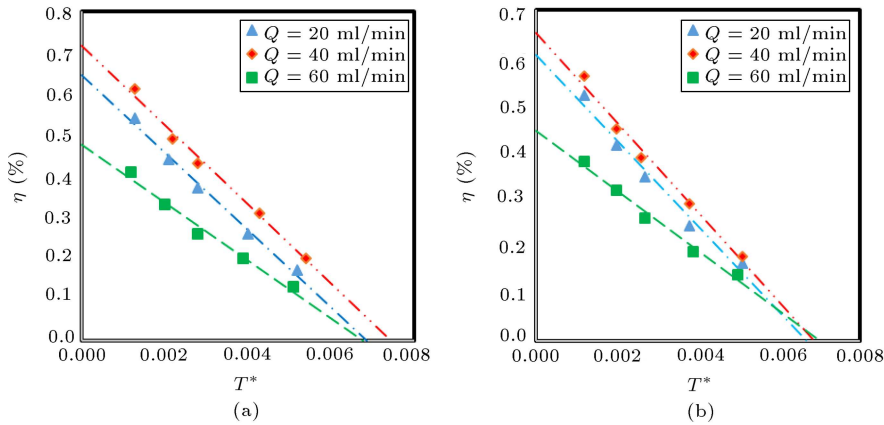 0.8
0.7
0.6
0.5
0.4
0.3
0.2
0.1
0.0
η (%)
Q = 20 ml/min
Q = 40 ml/min
Q = 60 ml/min
0.000 0.002 0.004 0.006 0.008
T*
(a)
0.7
0.6
0.5
0.4
0.3
0.2
0.1
0.0
η (%)
Q = 20 ml/min
Q = 40 ml/min
Q = 60 ml/min
0.000 0.002 0.004 0.006 0.008
T*
(b)